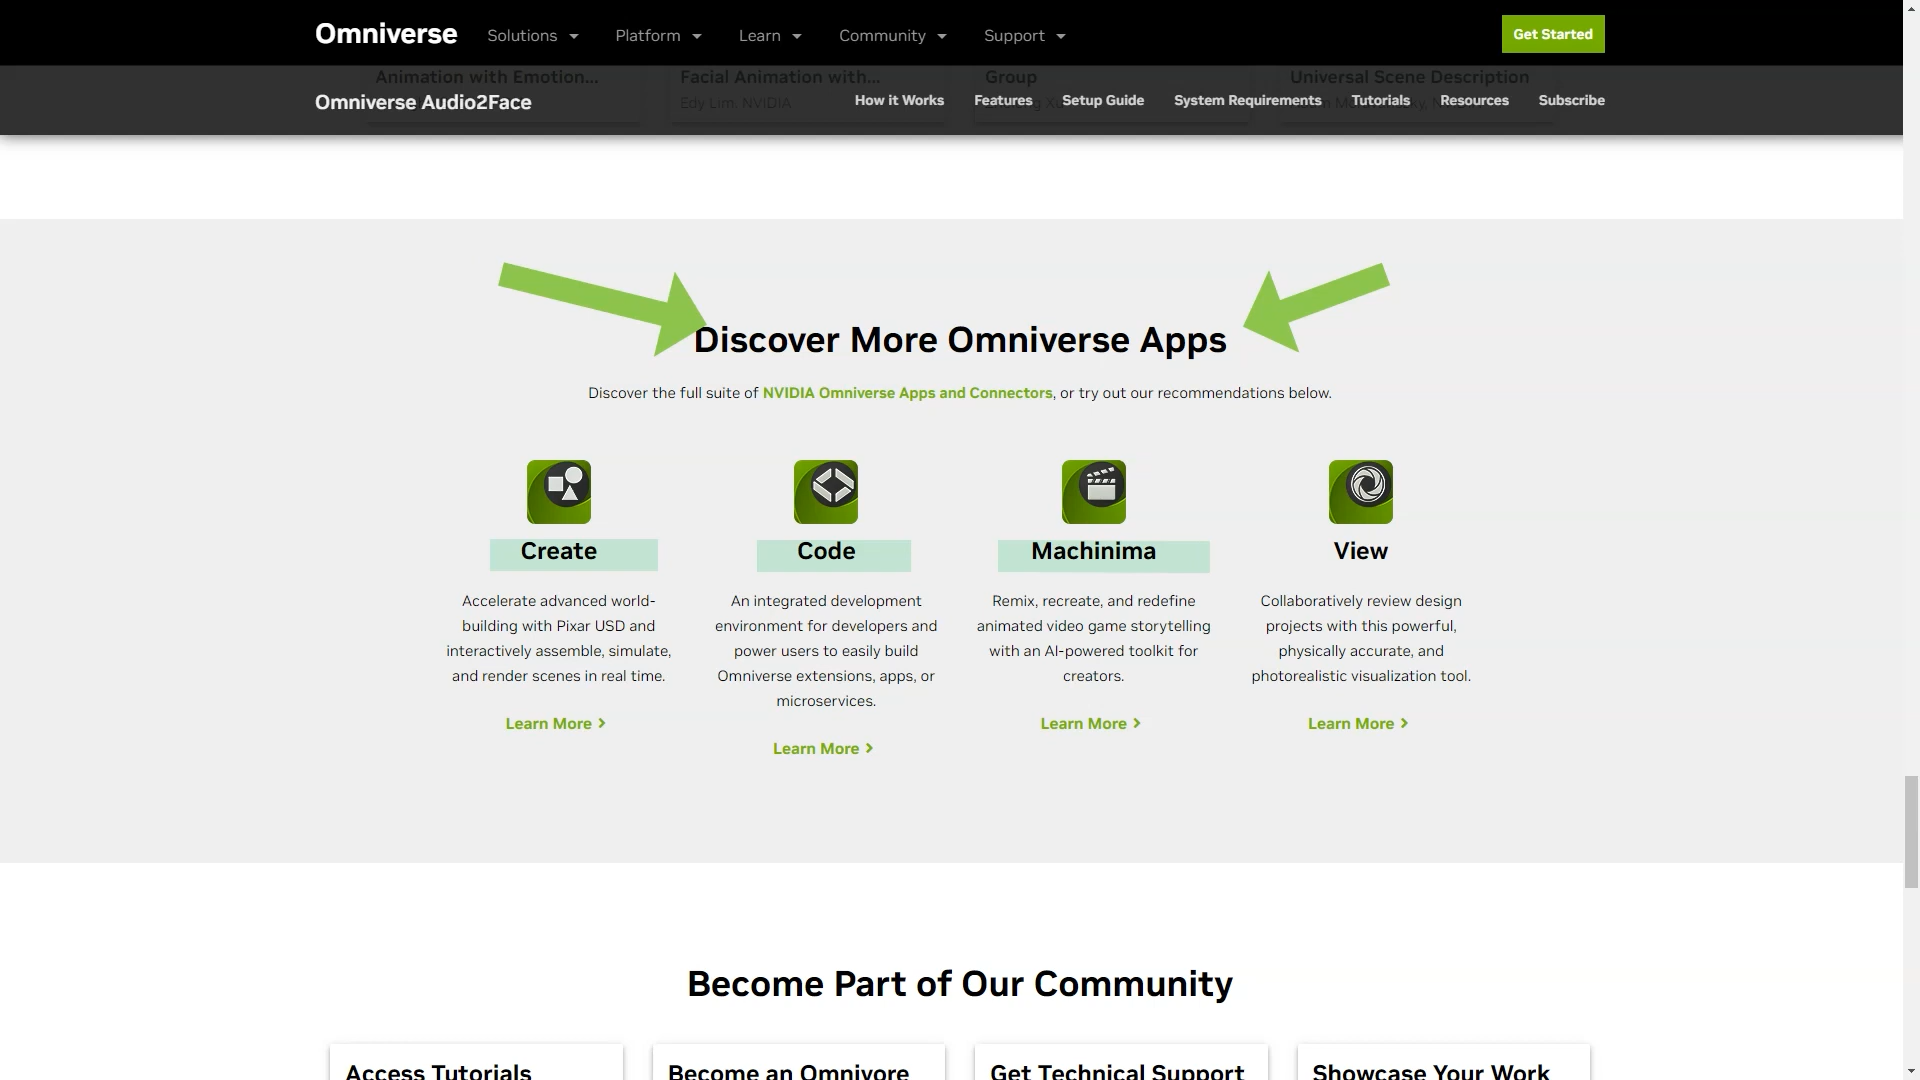 Omniverse Solutions Platform Learn Community Support Get Started
Animation with Emotion... Facial Animation with... Group Universal Scene Description
Edy Lim, NVIDIA
Omniverse Audio2Face How it Works Features Setup Guide System Requirements Tutorials Resources Subscribe
Discover More Omniverse Apps
Discover the full suite of NVIDIA Omniverse Apps and Connectors, or try out our recommendations below.
Create
Accelerate advanced world-
building with Pixar USD and
interactively assemble, simulate,
and render scenes in real time.
Learn More
Code
An integrated development
environment for developers and
power users to easily build
Omniverse extensions, apps, or
microservices.
Learn More
Machinima
Remix, recreate, and redefine
animated video game storytelling
with an AI-powered toolkit for
creators.
Learn More
View
Collaboratively review design
projects with this powerful,
physically accurate, and
photorealistic visualization tool.
Learn More
Become Part of Our Community
Access Tutorials Become an Omnivore Get Technical Support Showcase Your Work